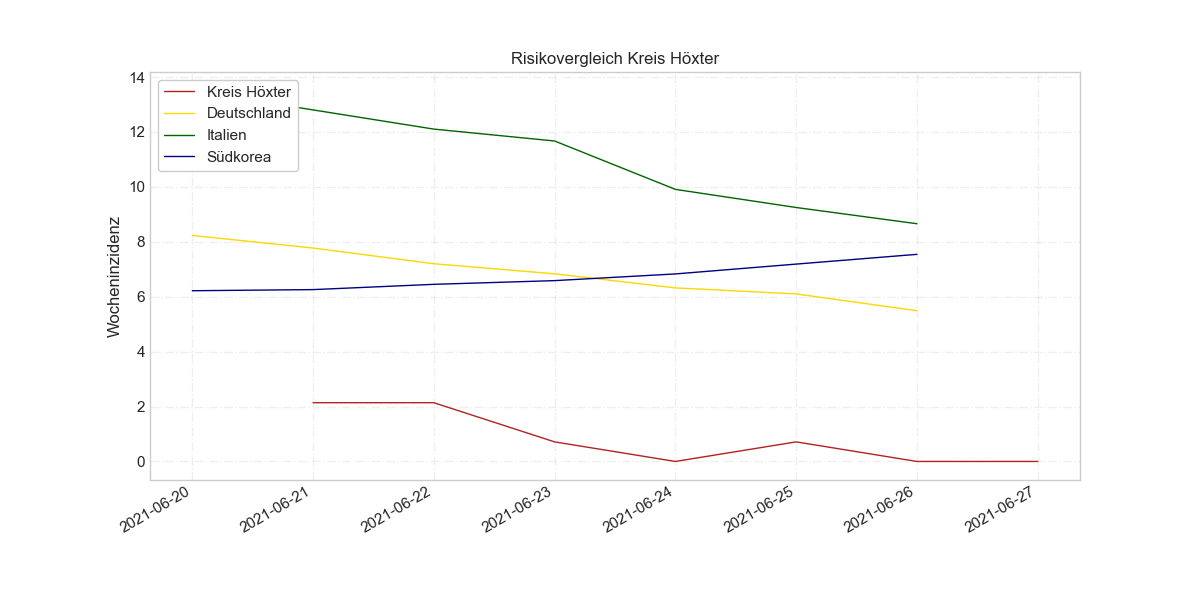 Risikovergleich Kreis Höxter
Wocheninzidenz
14
12
10
8
6
4
2
0
Kreis Höxter
Deutschland
Italien
Südkorea
2021-06-20
2021-06-21
2021-06-22
2021-06-23
2021-06-24
2021-06-25
2021-06-26
2021-06-27